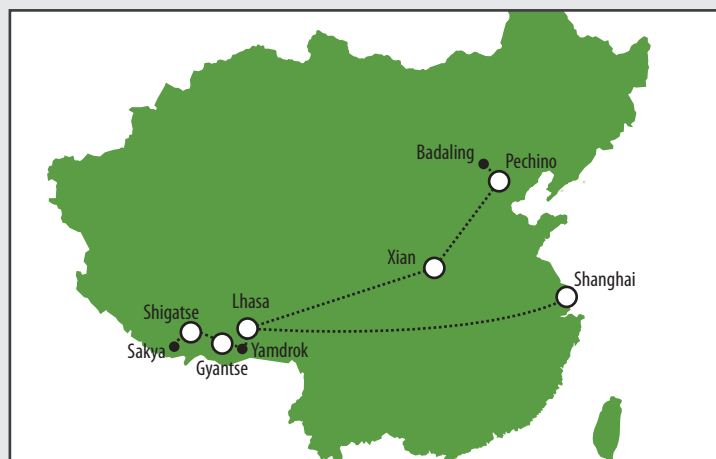 Badaling
Pechino
Xian
Shanghai
Lhasa
Shigatse
Sakya
Yamdrok
Gyantse